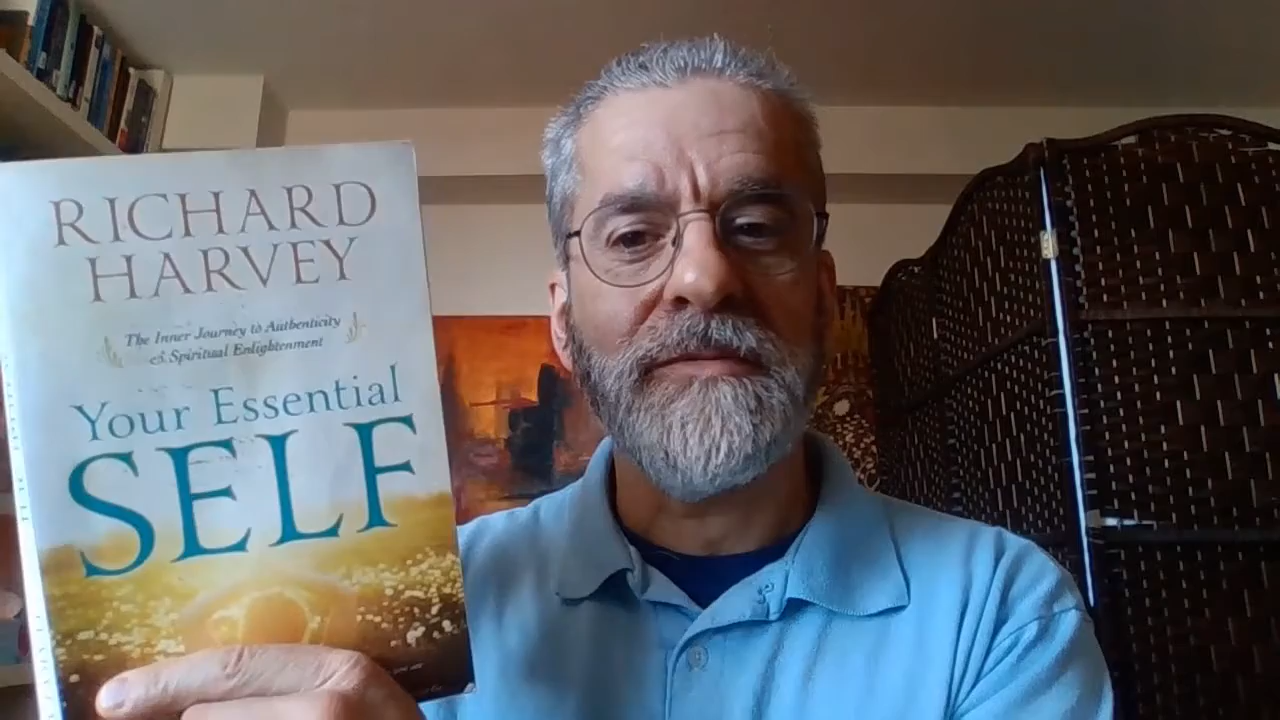 RICHARD
HARVEY
The Inner Journey to Authenticity
& Spiritual Enlightenment
Your Essential
SELF